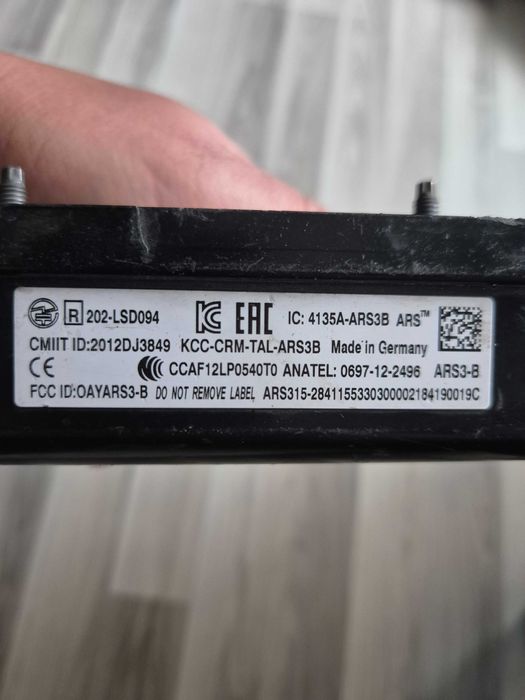 R 202-LSD094 EAC IC: 4135A-ARS3B ARS™
CMIIT ID:2012DJ3849 KCC-CRM-TAL-ARS3B Made in Germany
CE CCAF12LP0540T0 ANATEL: 0697-12-2496 ARS3-B
FCC ID:OAYARS3-B DO NOT REMOVE LABEL ARS315-2841155330300002184190019C